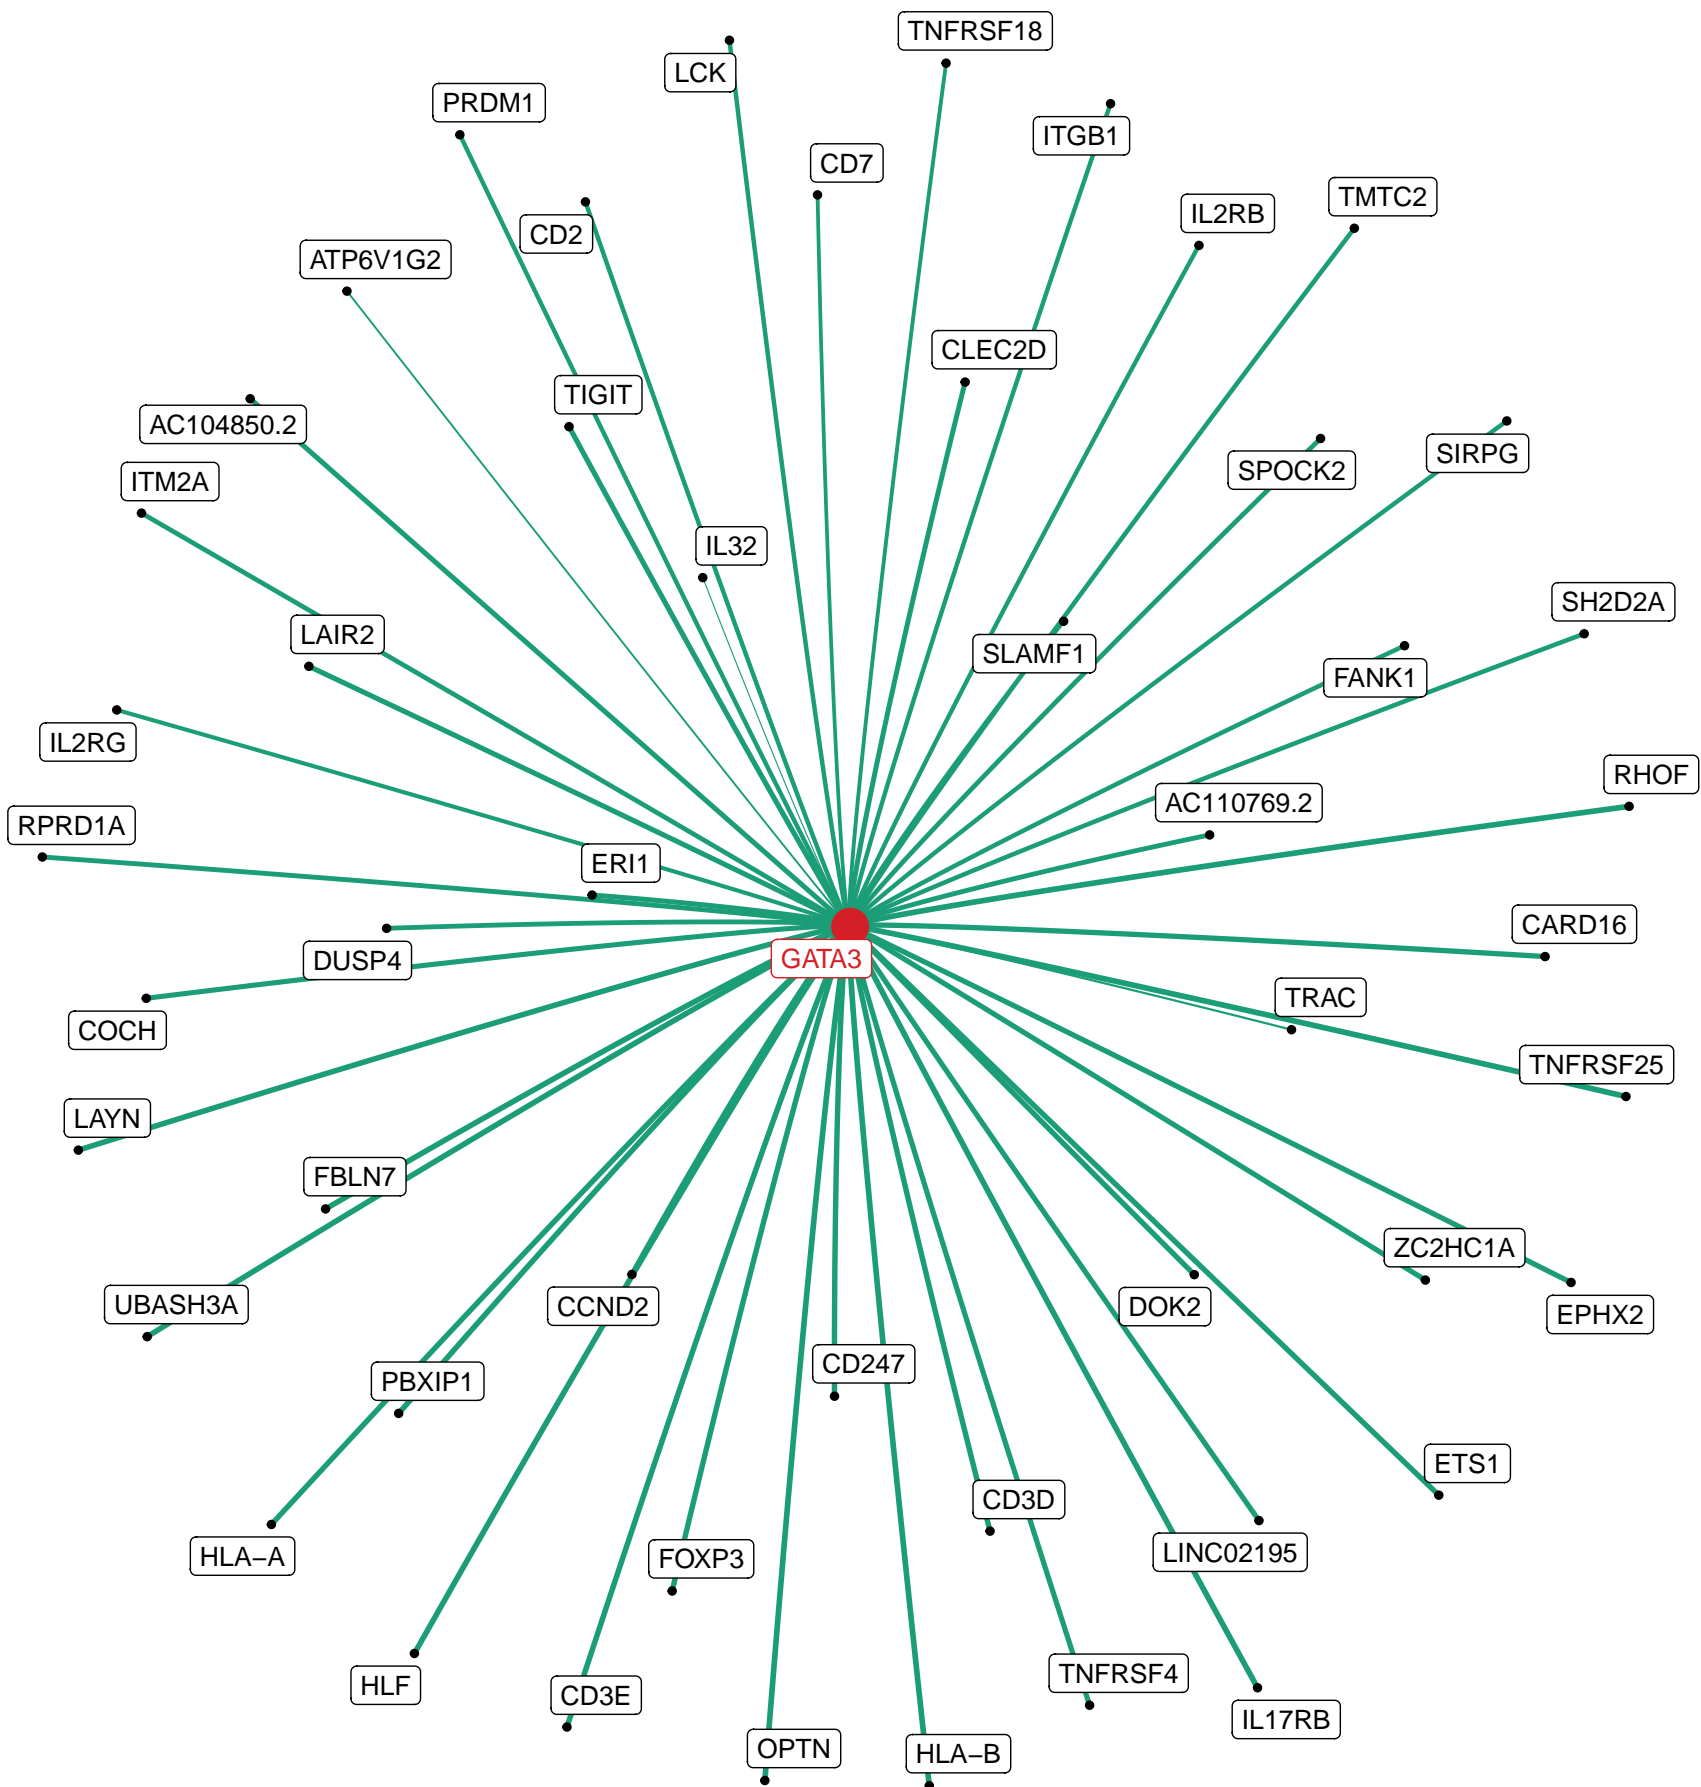 TNFRSF18
LCK
PRDM1
ITGB1
CD7
TMTC2
IL2RB
CD2
ATP6V1G2
CLEC2D
TIGIT
AC104850.2
SIRPG
SPOCK2
ITM2A
IL32
SH2D2A
LAIR2
SLAMF1
FANK1
IL2RG
RHOF
AC110769.2
RPRD1A
ERI1
CARD16
GATA3
DUSP4
TRAC
COCH
TNFRSF25
LAYN
FBLN7
ZC2HC1A
UBASH3A
CCND2
DOK2
EPHX2
CD247
PBXIP1
ETS1
CD3D
LINC02195
HLA−A
FOXP3
TNFRSF4
HLF
CD3E
IL17RB
OPTN
HLA−B